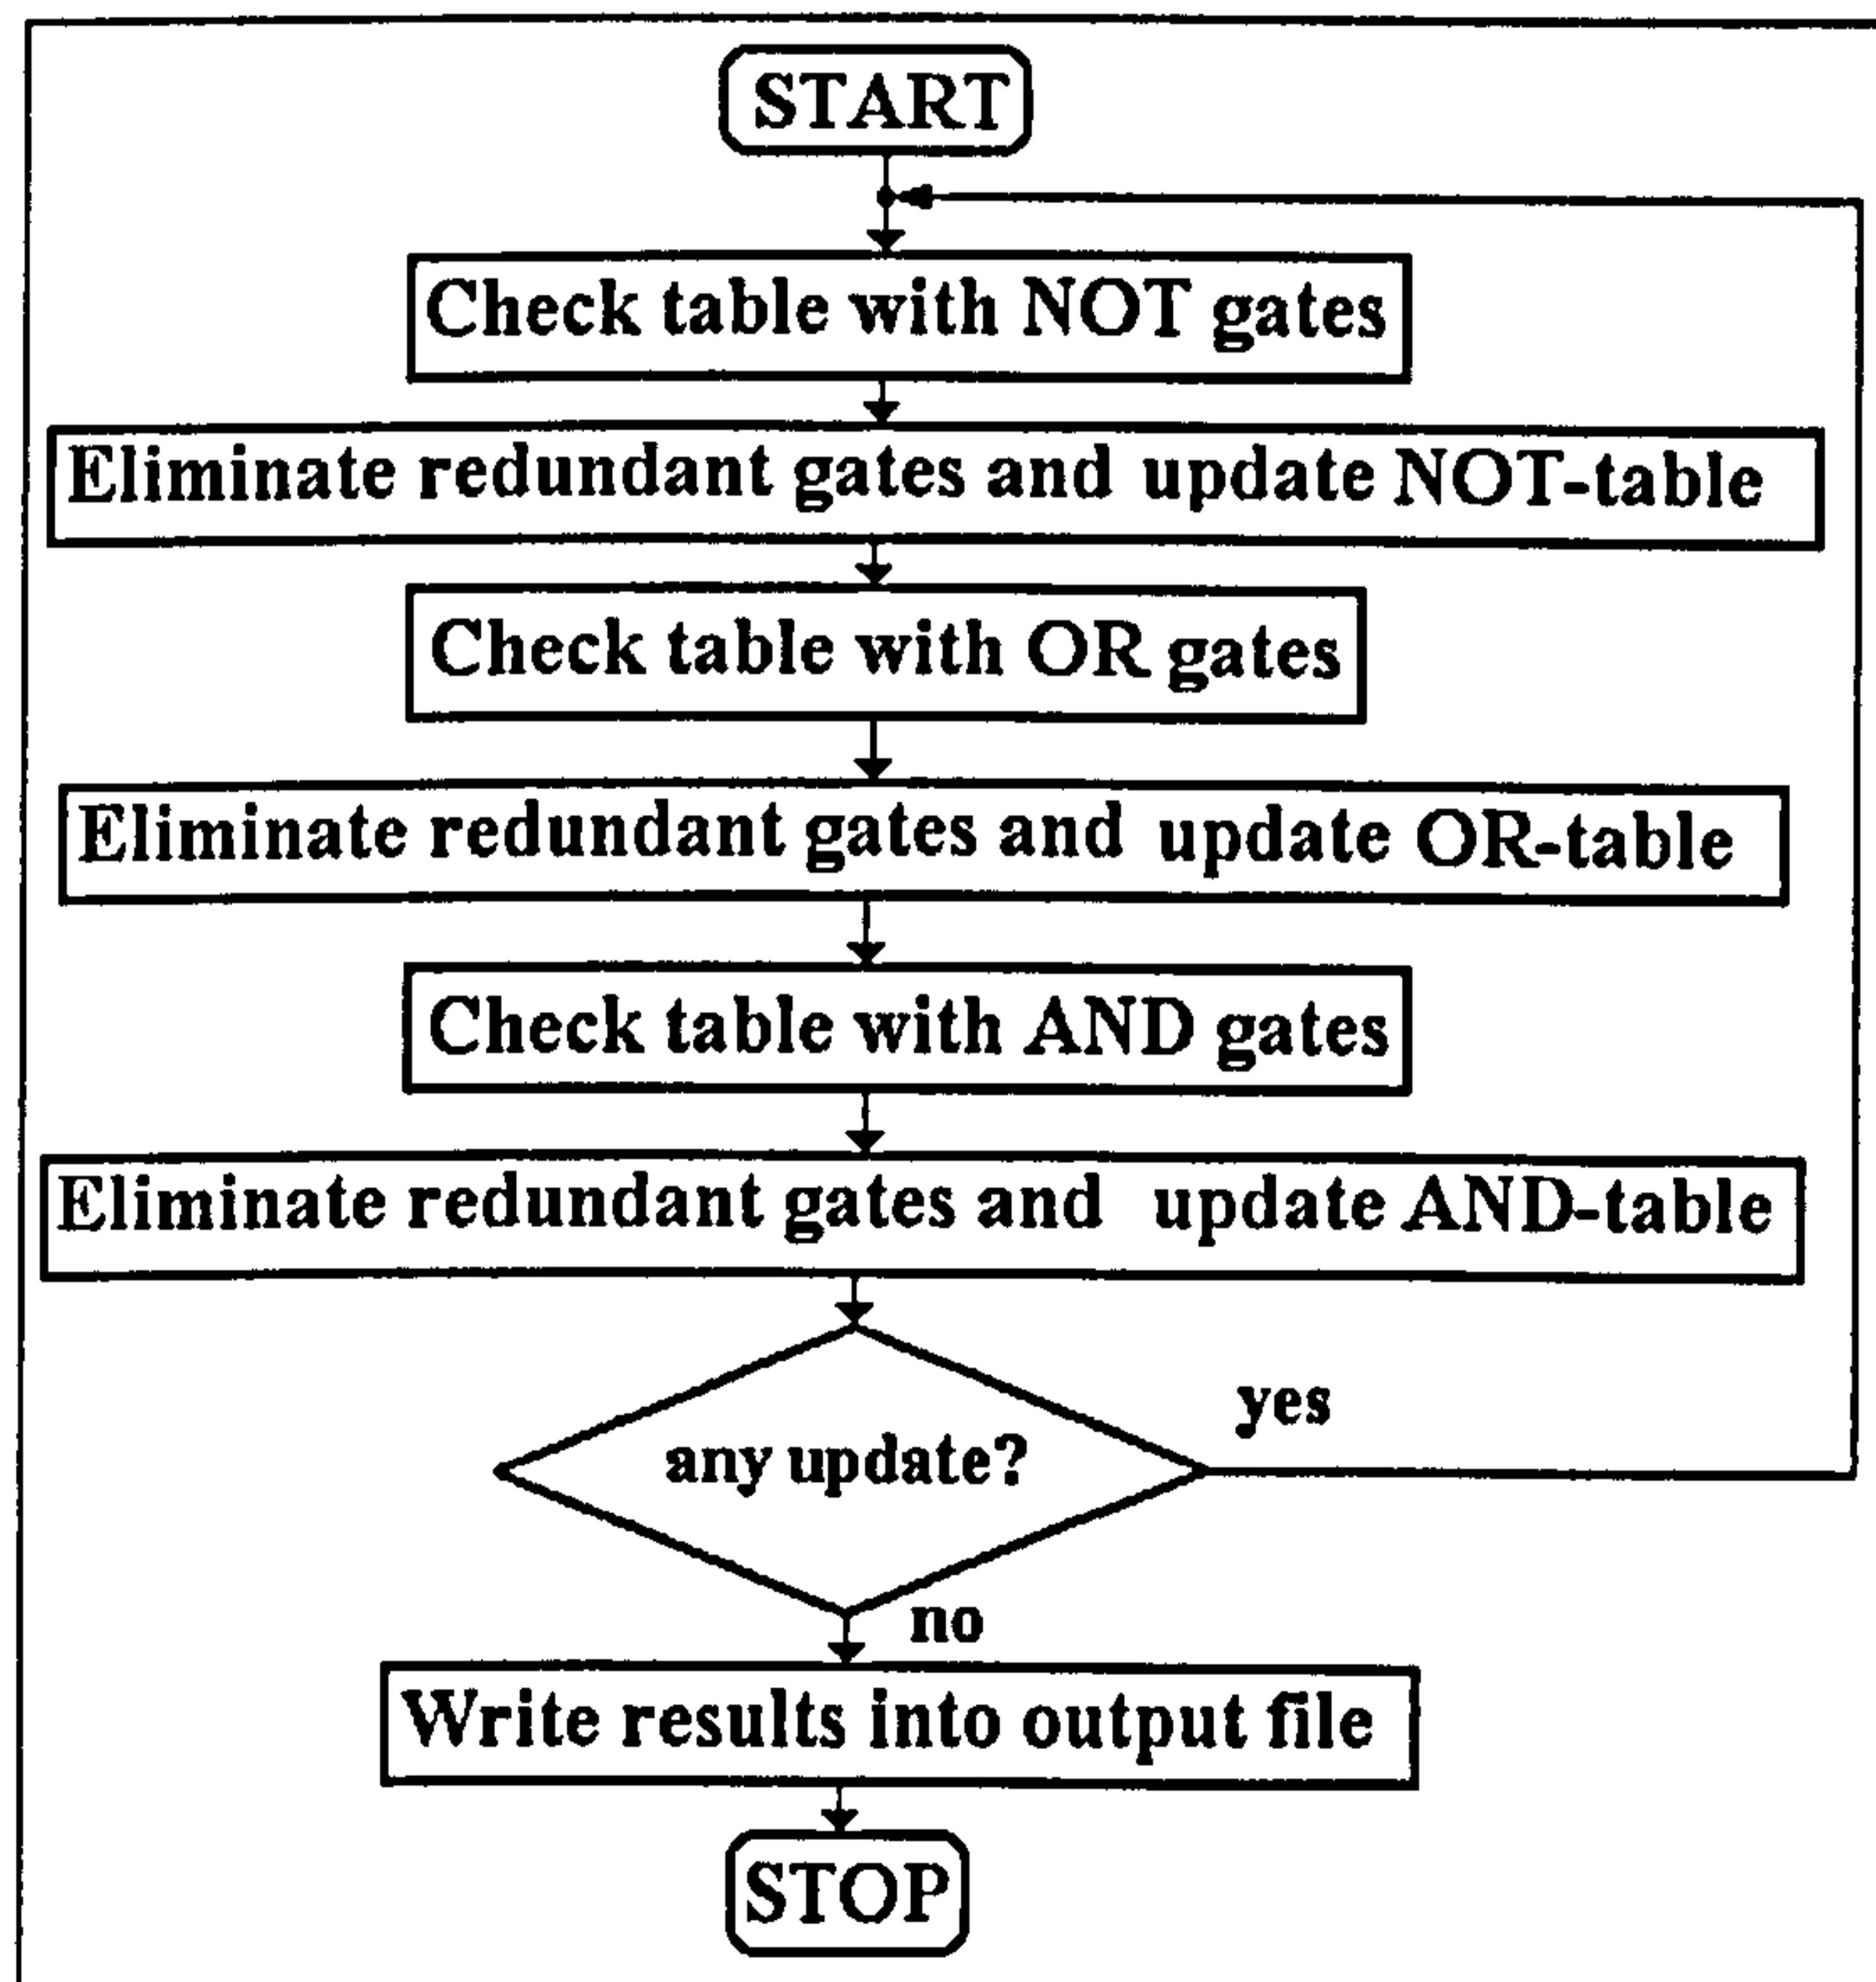 START
Check table with NOT gates
Eliminate redundant gates and update NOT-table
Check table with OR gates
Eliminate redundant gates and update OR-table
Check table with AND gates
Eliminate redundant gates and update AND-table
yes
any update?
no
Write results into output file
STOP